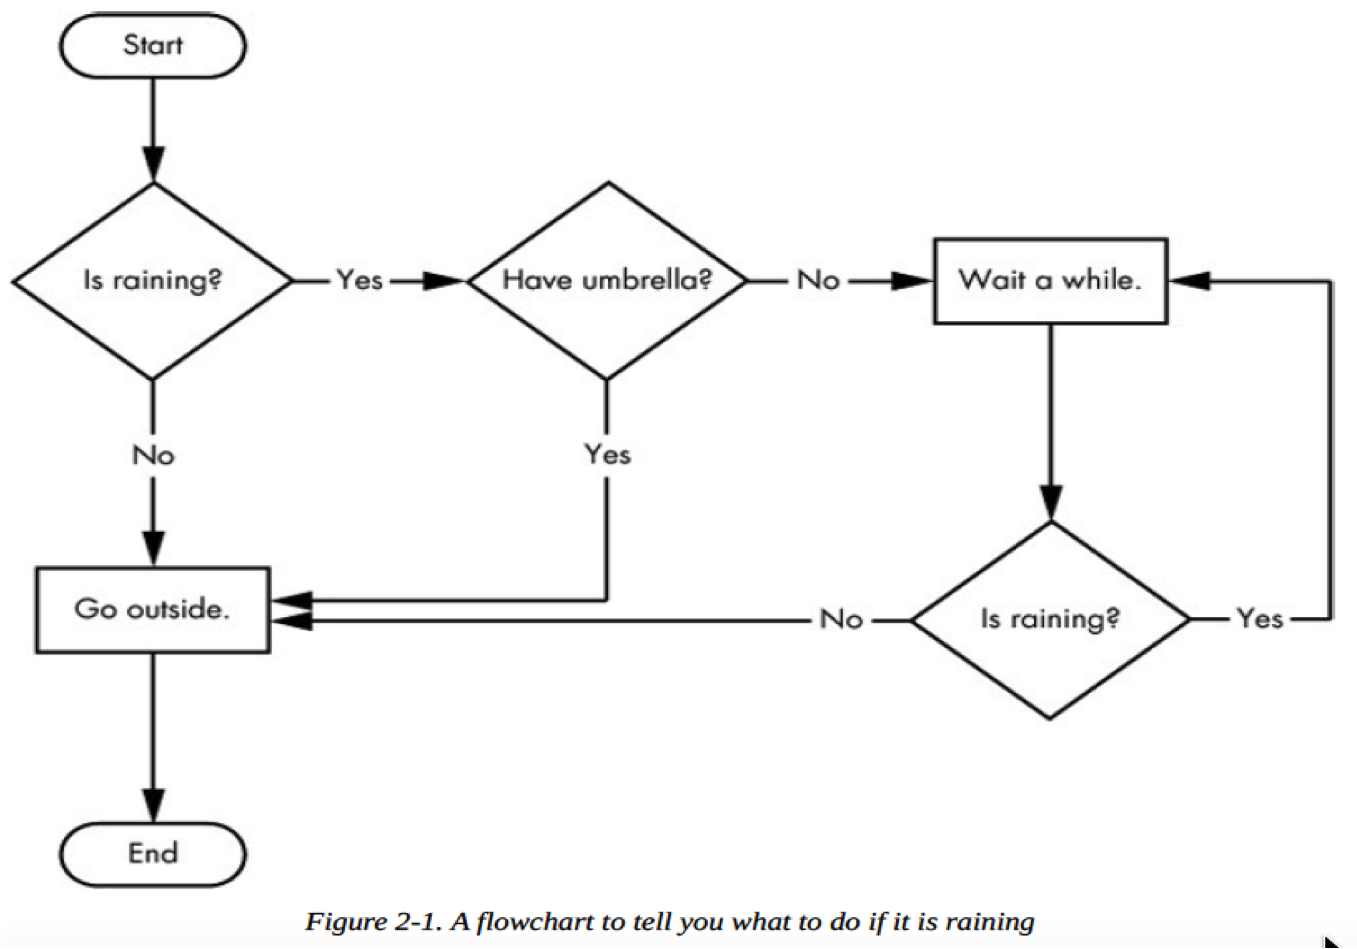 Start
Is raining?
Yes
Have umbrella?
No
Wait a while.
No
Yes
Go outside.
No
Is raining?
Yes
End
Figure 2-1. A flowchart to tell you what to do if it is raining